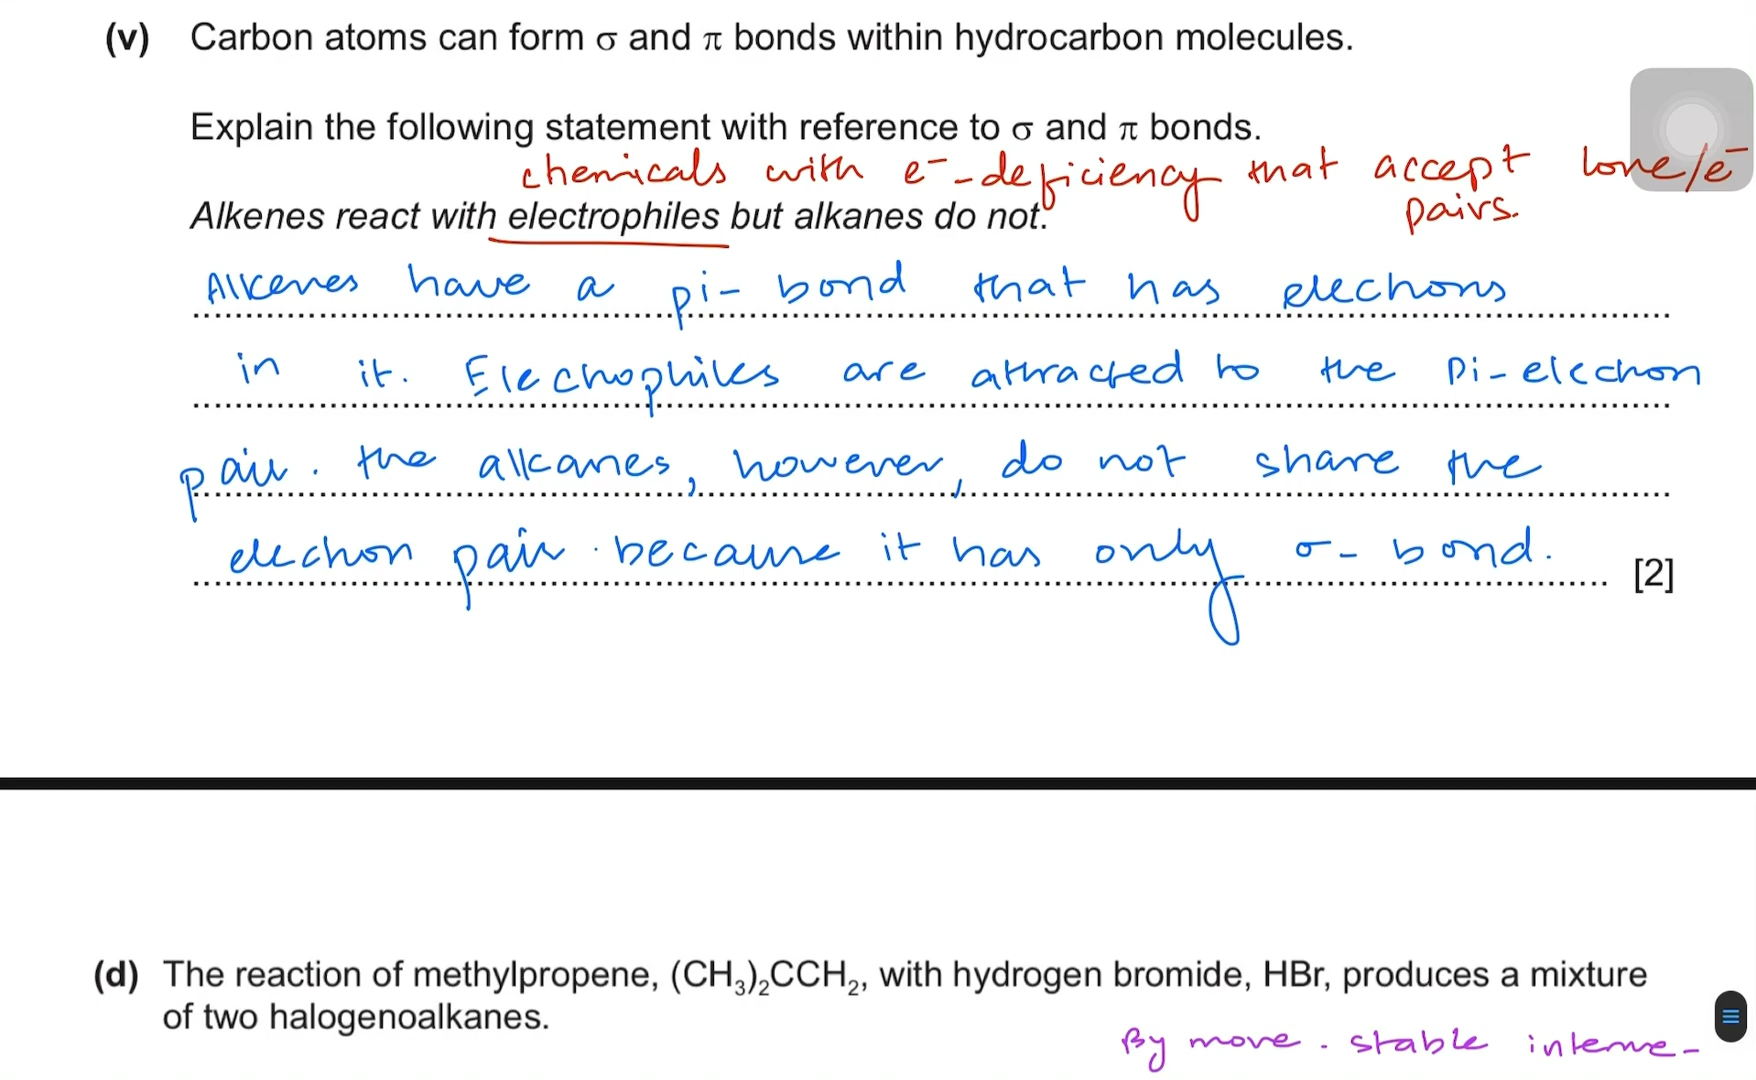 (v) Carbon atoms can form σ and π bonds within hydrocarbon molecules.
Explain the following statement with reference to σ and π bonds.
chemicals with e⁻-deficiency that accept lone/e⁻
pairs.
Alkenes react with electrophiles but alkanes do not.
Alkenes have a pi-bond that has electrons
in it. Electrophiles are attracted to the Pi-electron
pair. the alkanes, however, do not share the
electron pair. because it has only σ-bond. [2]
(d) The reaction of methylpropene, (CH₃)₂CCH₂, with hydrogen bromide, HBr, produces a mixture
of two halogenoalkanes.
By more. stable interme-